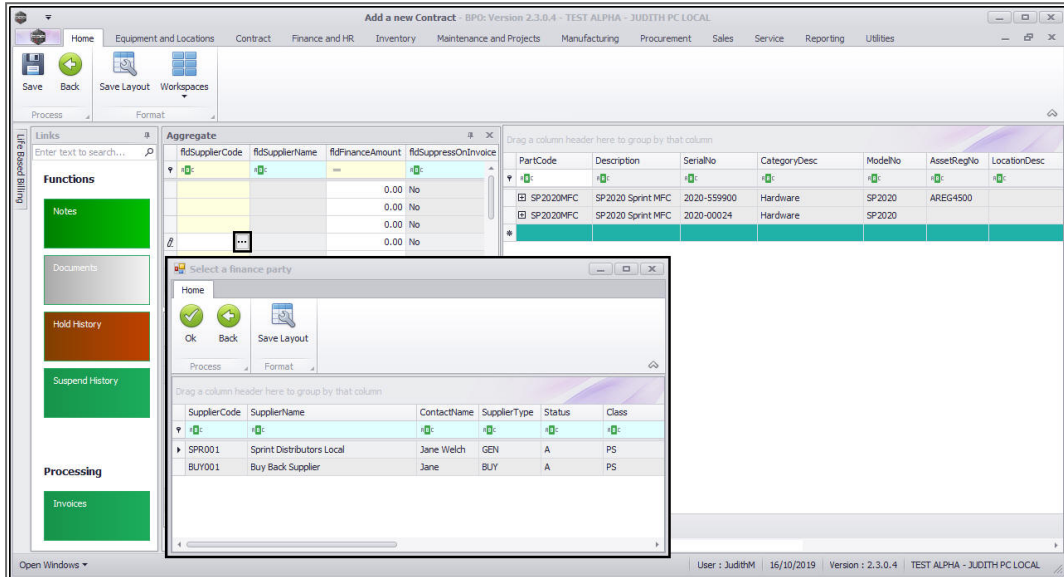 Add a new Contract - BPO: Version 2.3.0.4 - TEST ALPHA - JUDITH PC LOCAL
Home Equipment and Locations Contract Finance and HR Inventory Maintenance and Projects Manufacturing Procurement Sales Service Reporting Utilities
Save Back Save Layout Workspaces
Process Format
Life Based Billing
Links
Enter text to search...
Functions
Notes
Documents
Hold History
Suspend History
Processing
Invoices
Aggregate
fldSupplierCode fldSupplierName fldFinanceAmount fldSuppressOnInvoice
0.00 No
0.00 No
0.00 No
... 0.00 No
Drag a column header here to group by that column
PartCode Description SerialNo CategoryDesc ModelNo AssetRegNo LocationDesc
SP2020MFC SP2020 Sprint MFC 2020-559900 Hardware SP2020 AREG4500
SP2020MFC SP2020 Sprint MFC 2020-00024 Hardware SP2020
Select a finance party
Home
Ok Back Save Layout
Process Format
Drag a column header here to group by that column
SupplierCode SupplierName ContactName SupplierType Status Class
SPR001 Sprint Distributors Local Jane Welch GEN A PS
BUY001 Buy Back Supplier Jane BUY A PS
Open Windows
User : JudithM 16/10/2019 Version : 2.3.0.4 TEST ALPHA - JUDITH PC LOCAL